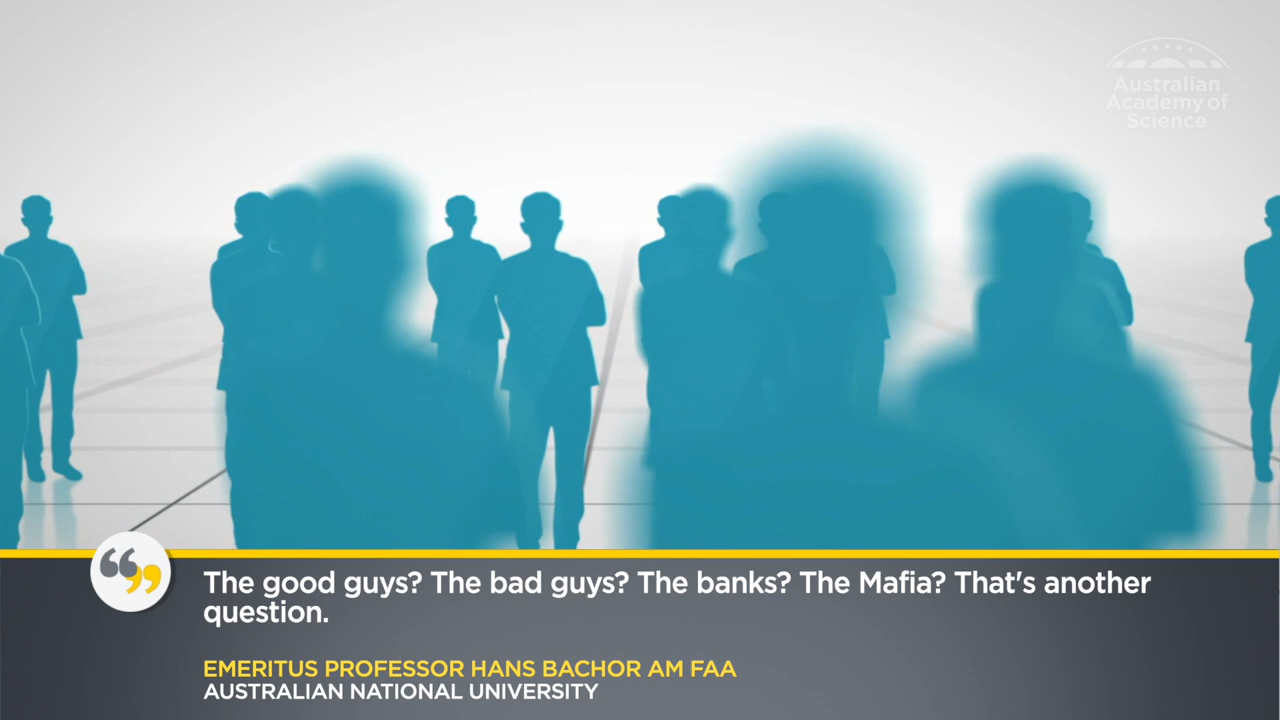 Australian
Academy of
Science
The good guys? The bad guys? The banks? The Mafia? That's another
question.
EMERITUS PROFESSOR HANS BACHOR AM FAA
AUSTRALIAN NATIONAL UNIVERSITY